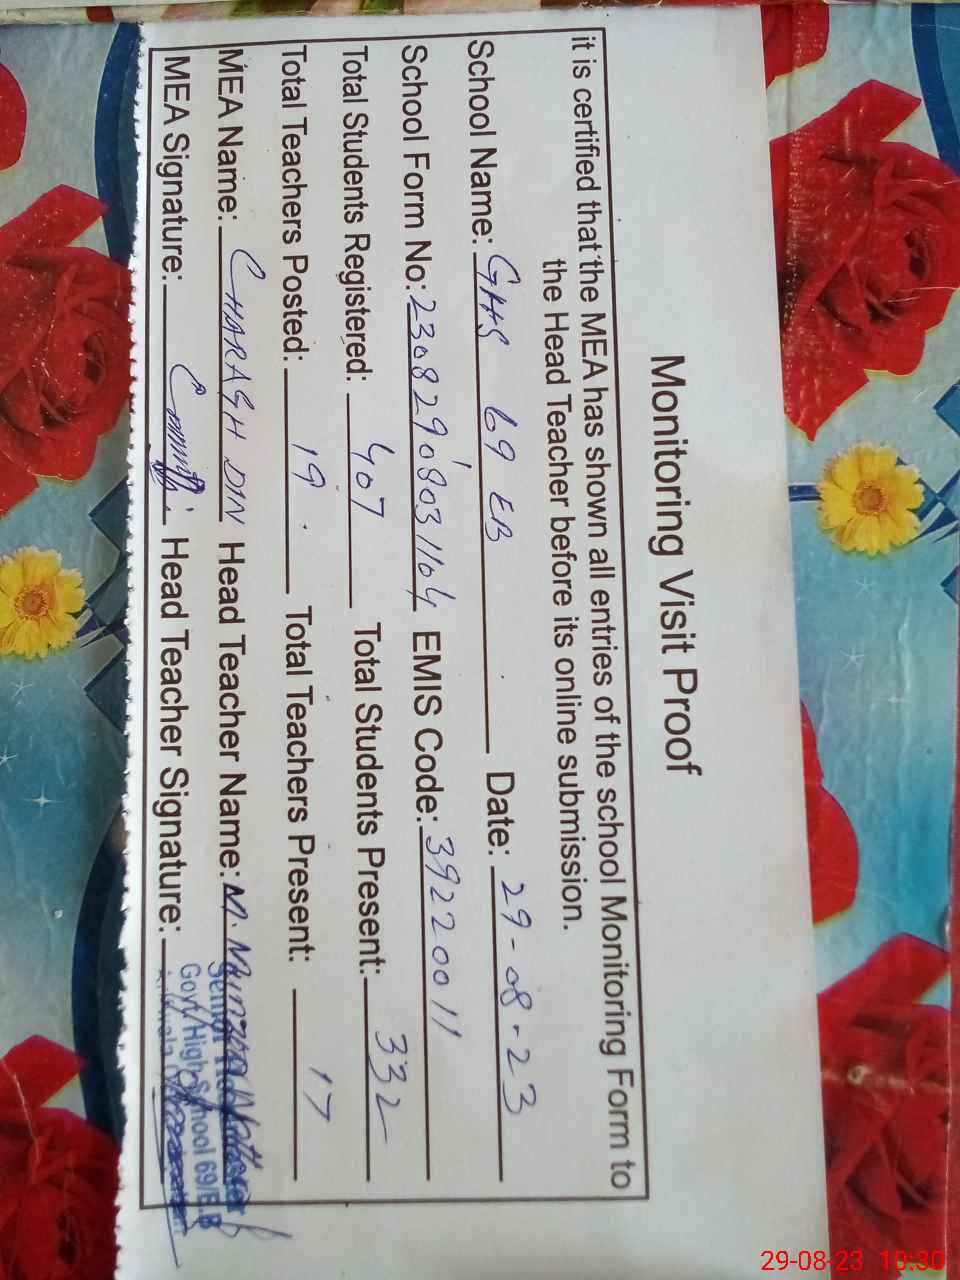 Monitoring Visit Proof
it is certified that the MEA has shown all entries of the school Monitoring Form to
the Head Teacher before its online submission.
School Name: GHS 69 EB Date: 29-08-23
School Form No: 23082908031164 EMIS Code: 39220011
Total Students Registered: 407 Total Students Present: 332
Total Teachers Posted: 19 Total Teachers Present: 17
MEA Name: CHARAGH DIN Head Teacher Name: M.
MEA Signature: Head Teacher Signature:
Senior
Govt High School 69/E.B
29-08-23 10:30